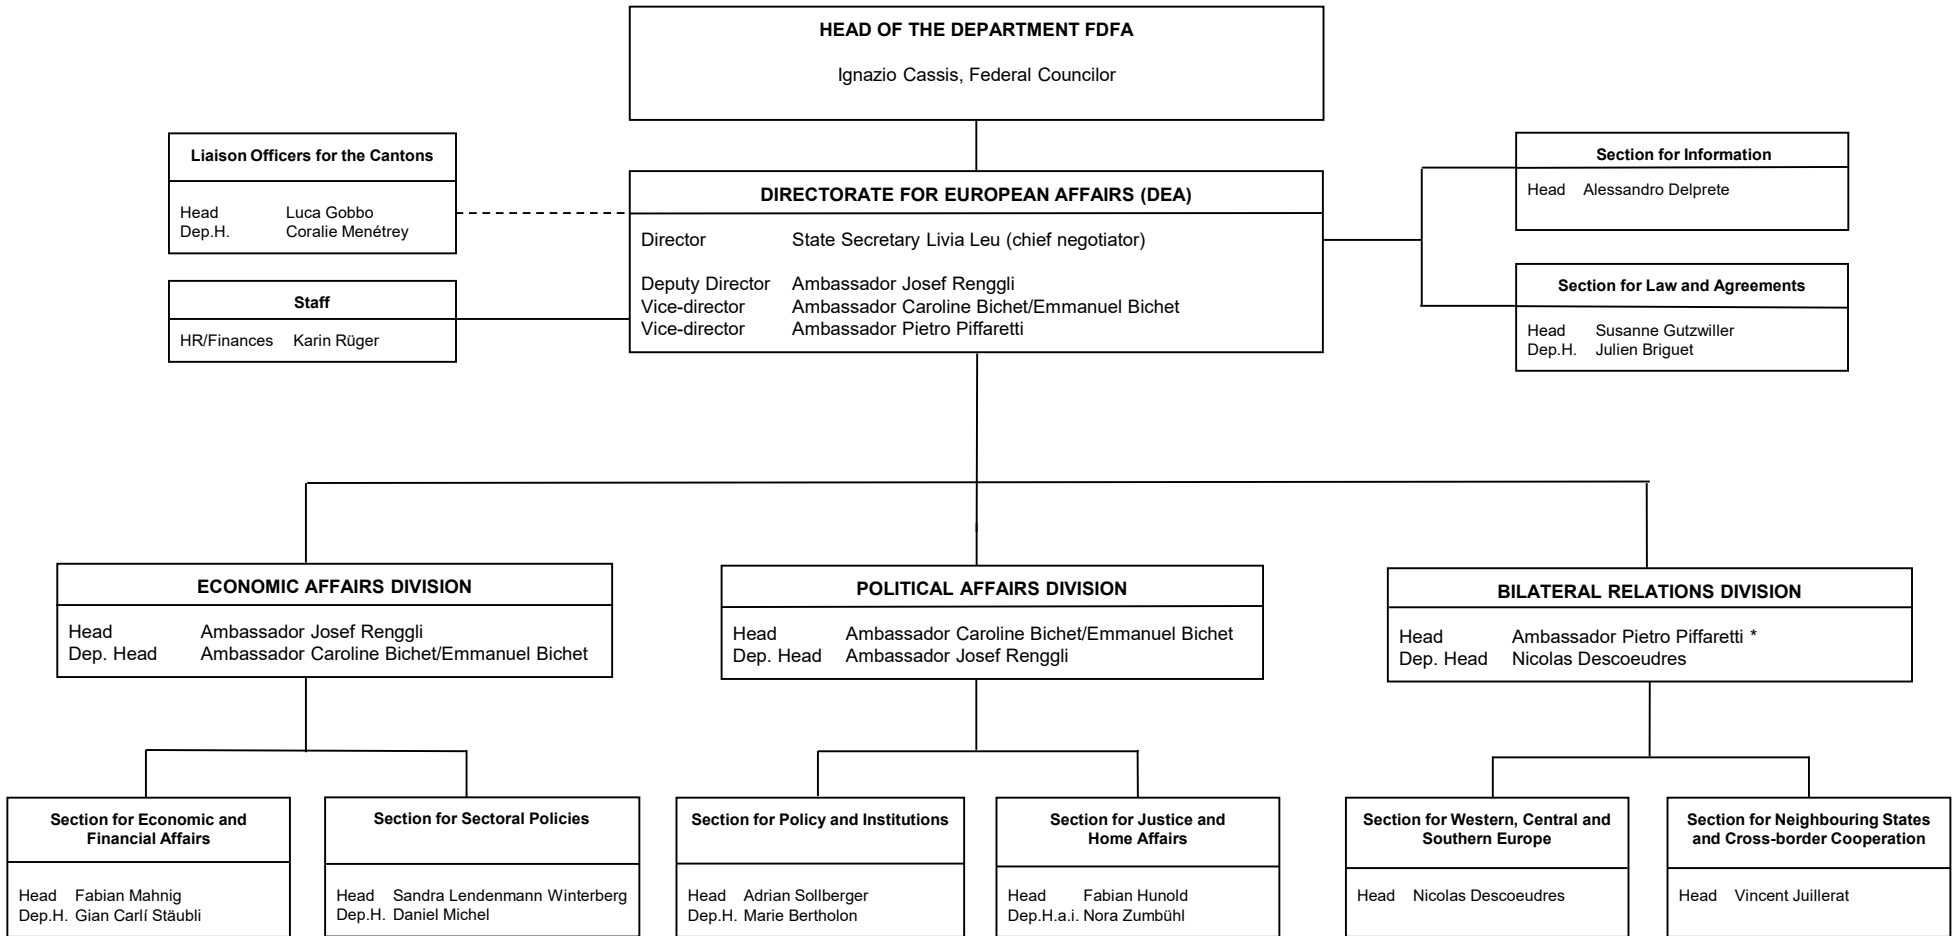 HEAD OF THE DEPARTMENT FDFA
Ignazio Cassis, Federal Councilor
Liaison Officers for the Cantons
Head Luca Gobbo
Dep.H. Coralie Menétrey
Staff
HR/Finances Karin Rüger
DIRECTORATE FOR EUROPEAN AFFAIRS (DEA)
Director State Secretary Livia Leu (chief negotiator)
Deputy Director Ambassador Josef Renggli
Vice-director Ambassador Caroline Bichet/Emmanuel Bichet
Vice-director Ambassador Pietro Piffaretti
Section for Information
Head Alessandro Delprete
Section for Law and Agreements
Head Susanne Gutzwiller
Dep.H. Julien Briguet
ECONOMIC AFFAIRS DIVISION
Head Ambassador Josef Renggli
Dep. Head Ambassador Caroline Bichet/Emmanuel Bichet
POLITICAL AFFAIRS DIVISION
Head Ambassador Caroline Bichet/Emmanuel Bichet
Dep. Head Ambassador Josef Renggli
BILATERAL RELATIONS DIVISION
Head Ambassador Pietro Piffaretti *
Dep. Head Nicolas Descoeudres
Section for Economic and
Financial Affairs
Head Fabian Mahnig
Dep.H. Gian Carlí Stäubli
Section for Sectoral Policies
Head Sandra Lendenmann Winterberg
Dep.H. Daniel Michel
Section for Policy and Institutions
Head Adrian Sollberger
Dep.H. Marie Bertholon
Section for Justice and
Home Affairs
Head Fabian Hunold
Dep.H.a.i. Nora Zumbühl
Section for Western, Central and
Southern Europe
Head Nicolas Descoeudres
Section for Neighbouring States
and Cross-border Cooperation
Head Vincent Juillerat